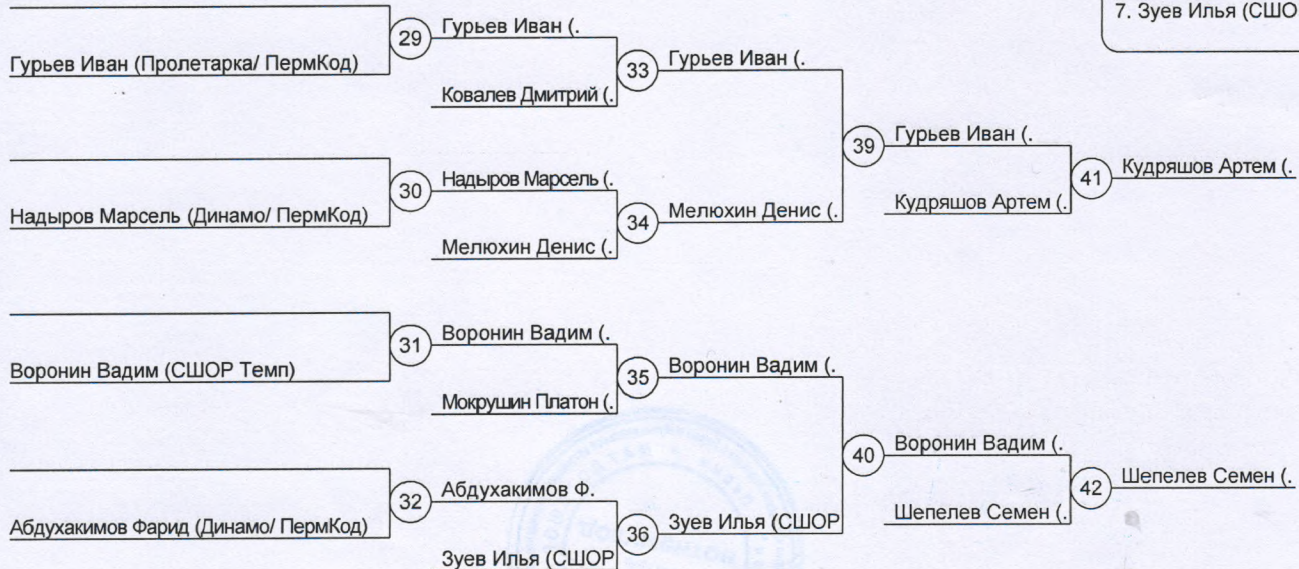 7. Зуев Илья (СШО
29
Гурьев Иван (.
Гурьев Иван (Пролетарка/ ПермКод)
33
Гурьев Иван (.
Ковалев Дмитрий (.
39
Гурьев Иван (.
30
Надыров Марсель (.
41
Кудряшов Артем (.
Надыров Марсель (Динамо/ ПермКод)
34
Мелюхин Денис (.
Кудряшов Артем (.
Мелюхин Денис (.
31
Воронин Вадим (.
Воронин Вадим (СШОР Темп)
35
Воронин Вадим (.
Мокрушин Платон (.
40
Воронин Вадим (.
32
Абдухакимов Ф.
42
Шепелев Семен (.
Абдухакимов Фарид (Динамо/ ПермКод)
36
Зуев Илья (СШОР
Шепелев Семен (.
Зуев Илья (СШОР